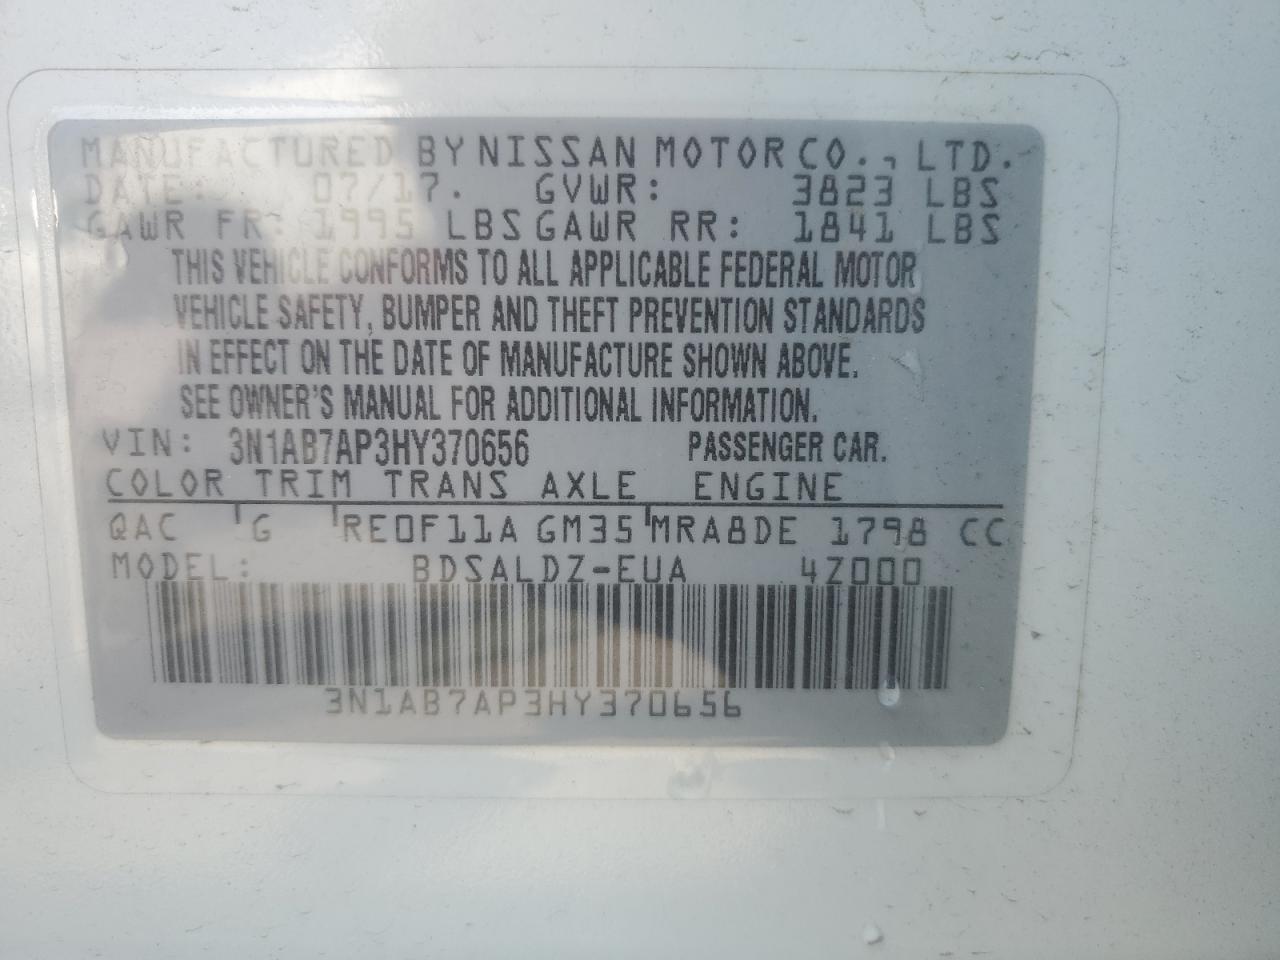 MANUFACTURED BY NISSAN MOTOR CO., LTD.
DATE: 07/17. GVWR: 3823 LBS
GAWR FR: 1995 LBS GAWR RR: 1841 LBS
THIS VEHICLE CONFORMS TO ALL APPLICABLE FEDERAL MOTOR
VEHICLE SAFETY, BUMPER AND THEFT PREVENTION STANDARDS
IN EFFECT ON THE DATE OF MANUFACTURE SHOWN ABOVE.
SEE OWNER'S MANUAL FOR ADDITIONAL INFORMATION.
VIN: 3N1AB7AP3HY370656 PASSENGER CAR.
COLOR TRIM TRANS AXLE ENGINE
QAC G RE0F11A GM35 MRA8DE 1798 CC
MODEL: BDSALDZ-EUA 4Z000
3N1AB7AP3HY370656